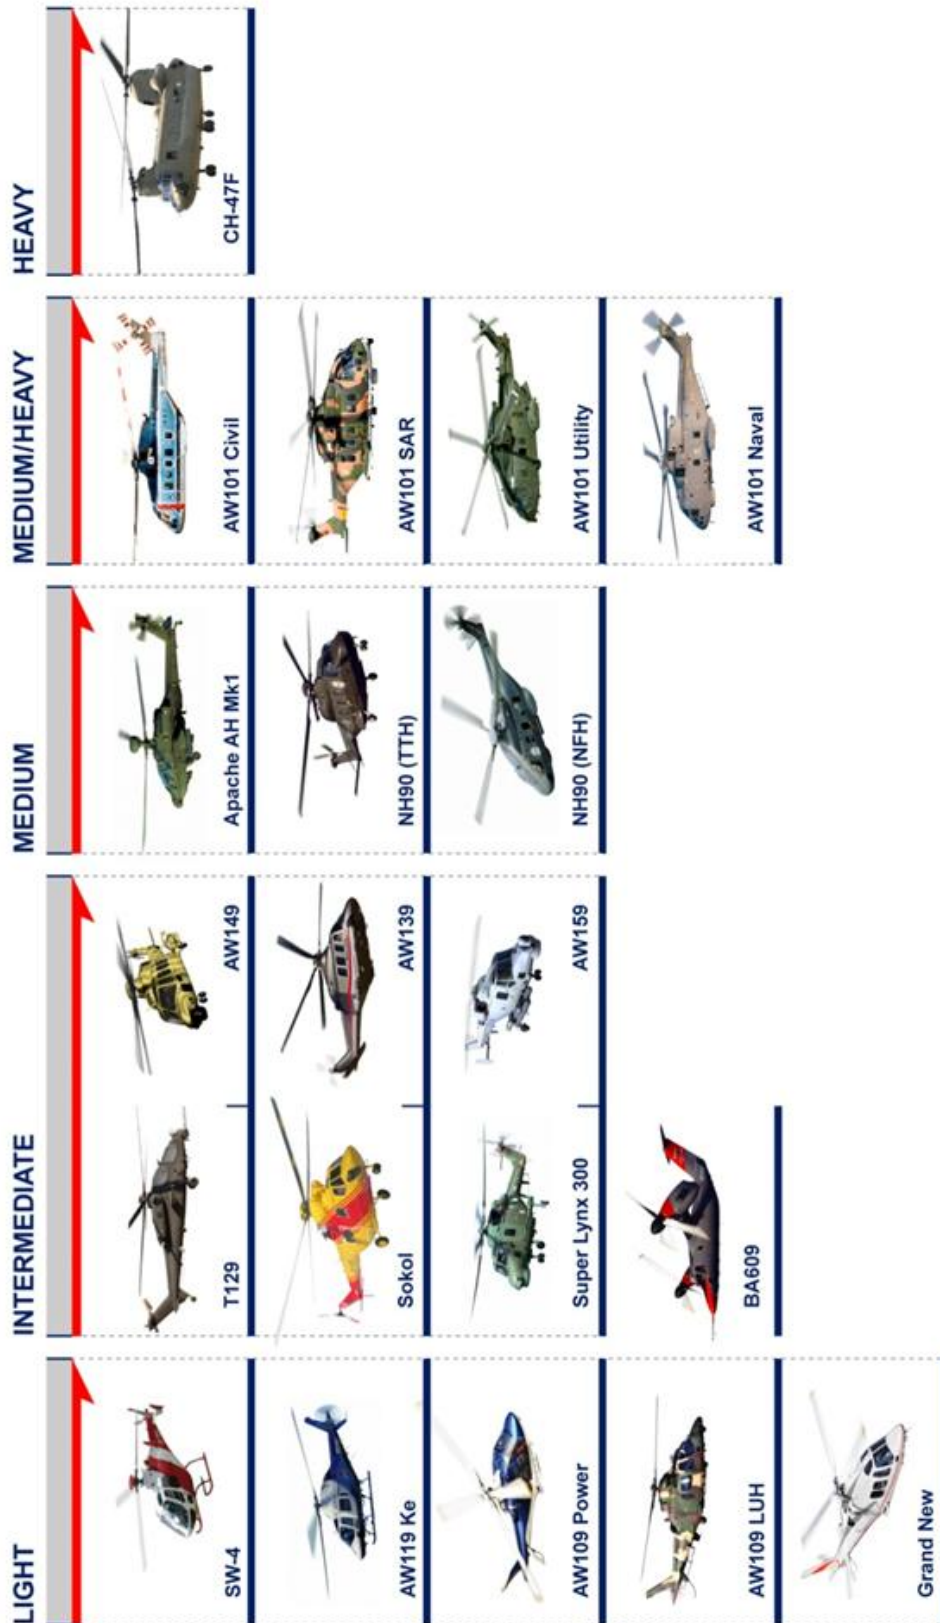 LIGHT
INTERMEDIATE
MEDIUM
MEDIUM/HEAVY
HEAVY
SW-4
T129
AW149
Apache AH Mk1
AW101 Civil
CH-47F
AW119 Ke
Sokol
AW139
NH90 (TTH)
AW101 SAR
AW109 Power
Super Lynx 300
AW159
NH90 (NFH)
AW101 Utility
AW109 LUH
BA609
AW101 Naval
Grand New